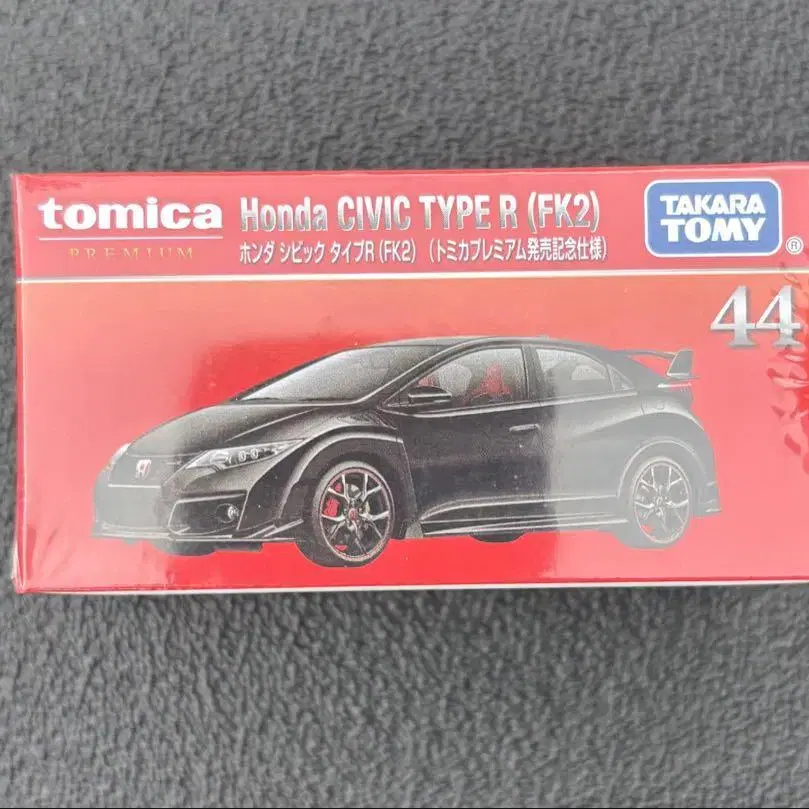 tomica
PREMIUM
Honda CIVIC TYPE R (FK2)
ホンダ シビック タイプR (FK2) (トミカプレミアム発売記念仕様)
TAKARA
TOMY
®
44